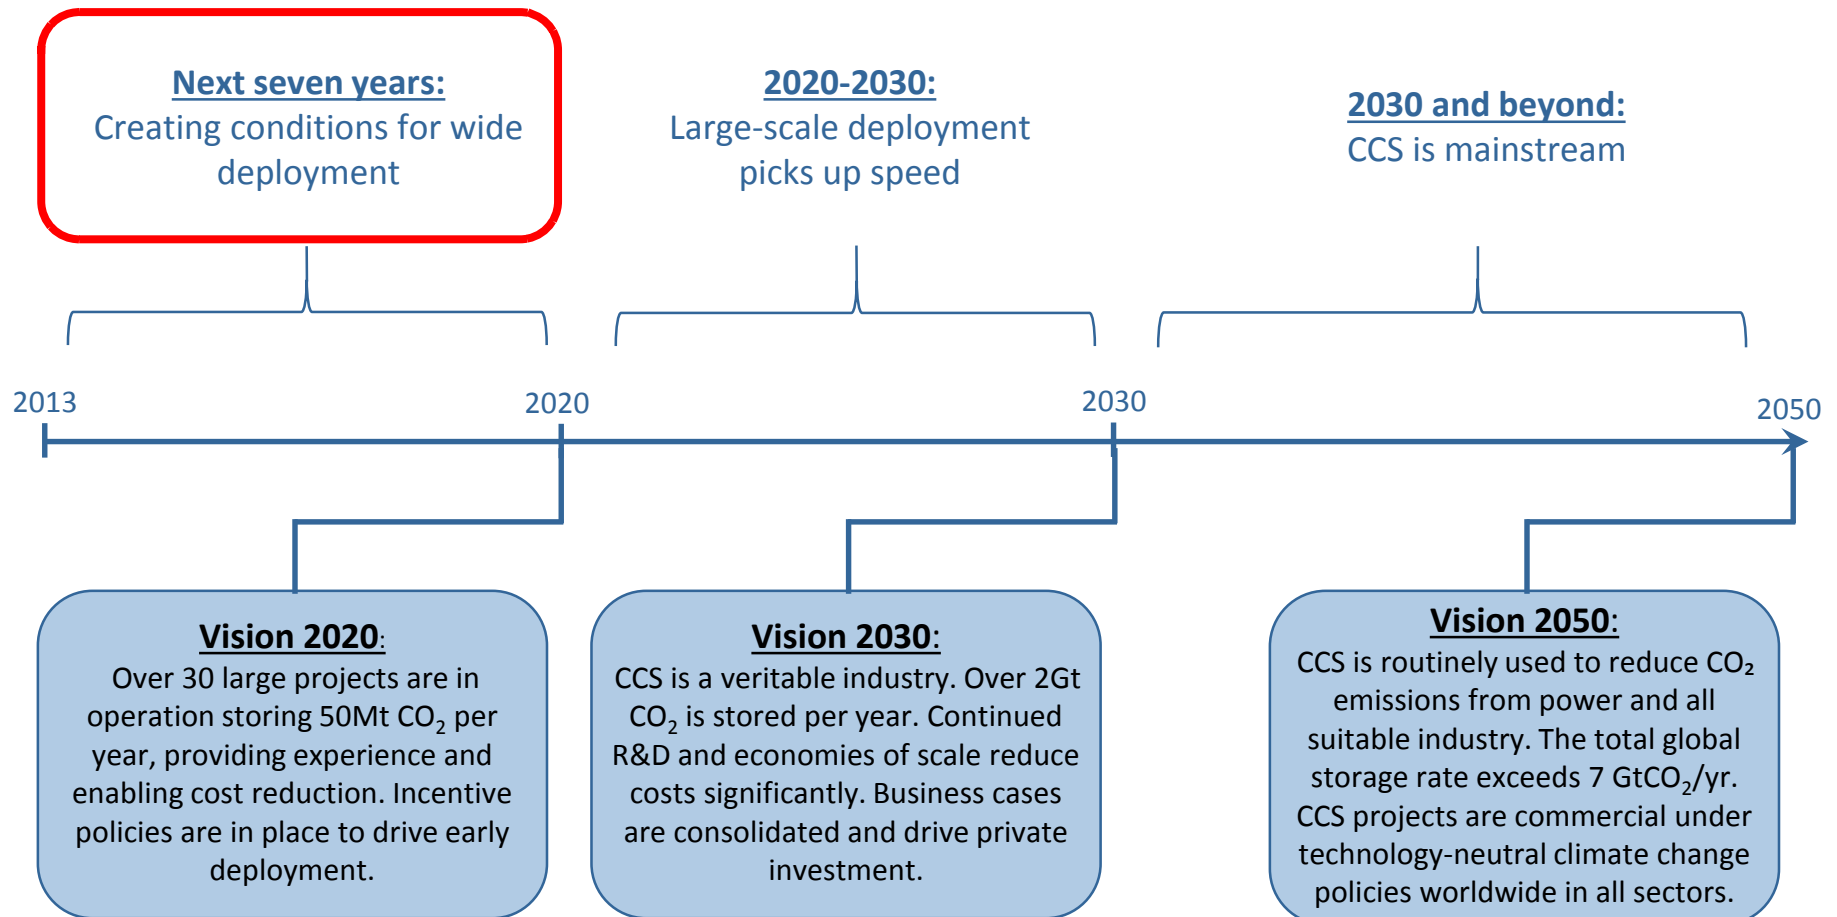 Next seven years:
Creating conditions for wide
deployment
2020-2030:
Large-scale deployment
picks up speed
2030 and beyond:
CCS is mainstream
2013
2020
2030
2050
Vision 2020:
Over 30 large projects are in
operation storing 50Mt CO₂ per
year, providing experience and
enabling cost reduction. Incentive
policies are in place to drive early
deployment.
Vision 2030:
CCS is a veritable industry. Over 2Gt
CO₂ is stored per year. Continued
R&D and economies of scale reduce
costs significantly. Business cases
are consolidated and drive private
investment.
Vision 2050:
CCS is routinely used to reduce CO₂
emissions from power and all
suitable industry. The total global
storage rate exceeds 7 GtCO₂/yr.
CCS projects are commercial under
technology-neutral climate change
policies worldwide in all sectors.